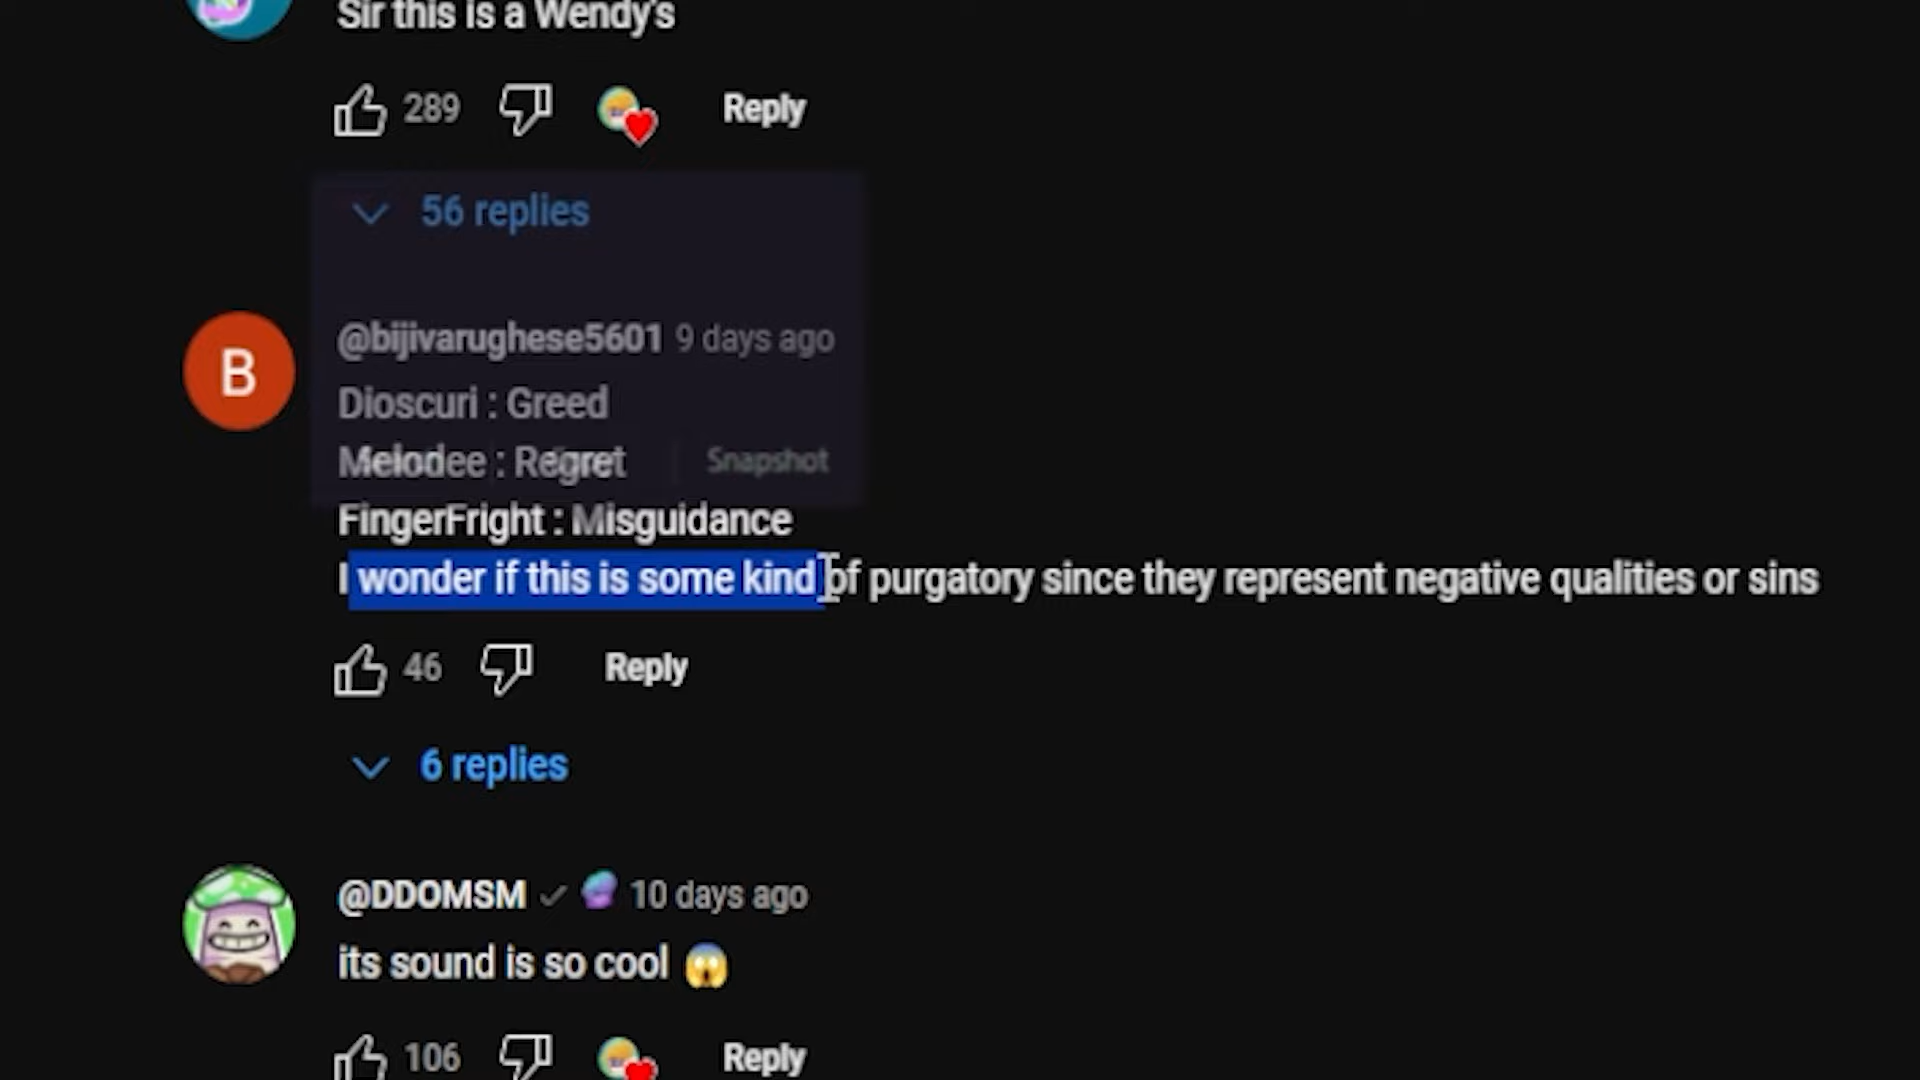 Sir this is a Wendy's
289 Reply
56 replies
B
@bijivarughese5601 9 days ago
Dioscuri : Greed
Melodee : Regret
Snapshot
FingerFright : Misguidance
I wonder if this is some kind of purgatory since they represent negative qualities or sins
46 Reply
6 replies
@DDOMSM 10 days ago
its sound is so cool 😱
106 Reply